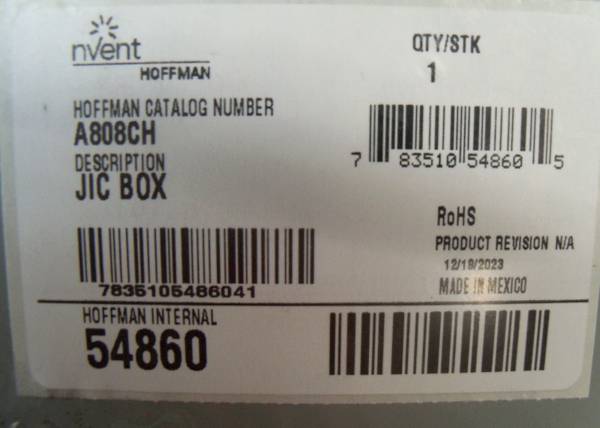 nVent
HOFFMAN
QTY/STK
1
HOFFMAN CATALOG NUMBER
A808CH
DESCRIPTION
JIC BOX
7 83510 54860 5
RoHS
PRODUCT REVISION N/A
12/19/2023
MADE IN MEXICO
7835105486041
HOFFMAN INTERNAL
54860